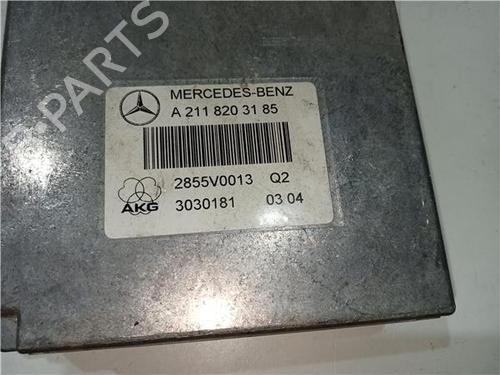 PARTS
MERCEDES-BENZ
A 211 820 31 85
2855V0013 Q2
AKG 3030181 03 04